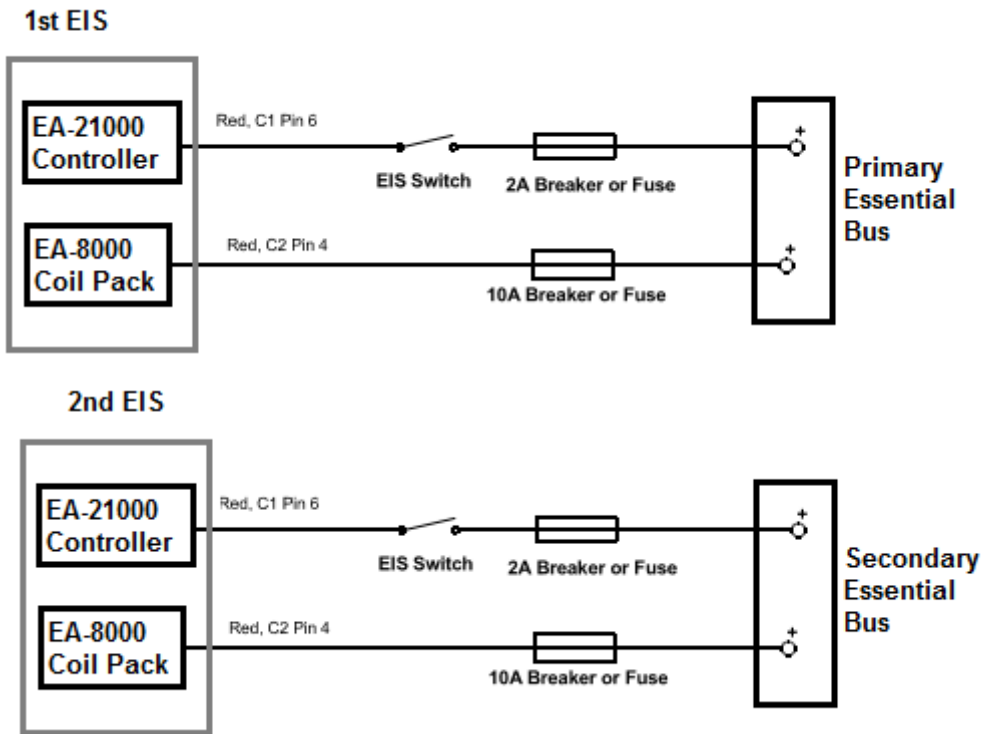 1st EIS
EA-21000
Controller
Red, C1 Pin 6
EIS Switch
2A Breaker or Fuse
+
EA-8000
Coil Pack
Red, C2 Pin 4
10A Breaker or Fuse
+
Primary
Essential
Bus
2nd EIS
EA-21000
Controller
Red, C1 Pin 6
EIS Switch
2A Breaker or Fuse
+
EA-8000
Coil Pack
Red, C2 Pin 4
10A Breaker or Fuse
+
Secondary
Essential
Bus